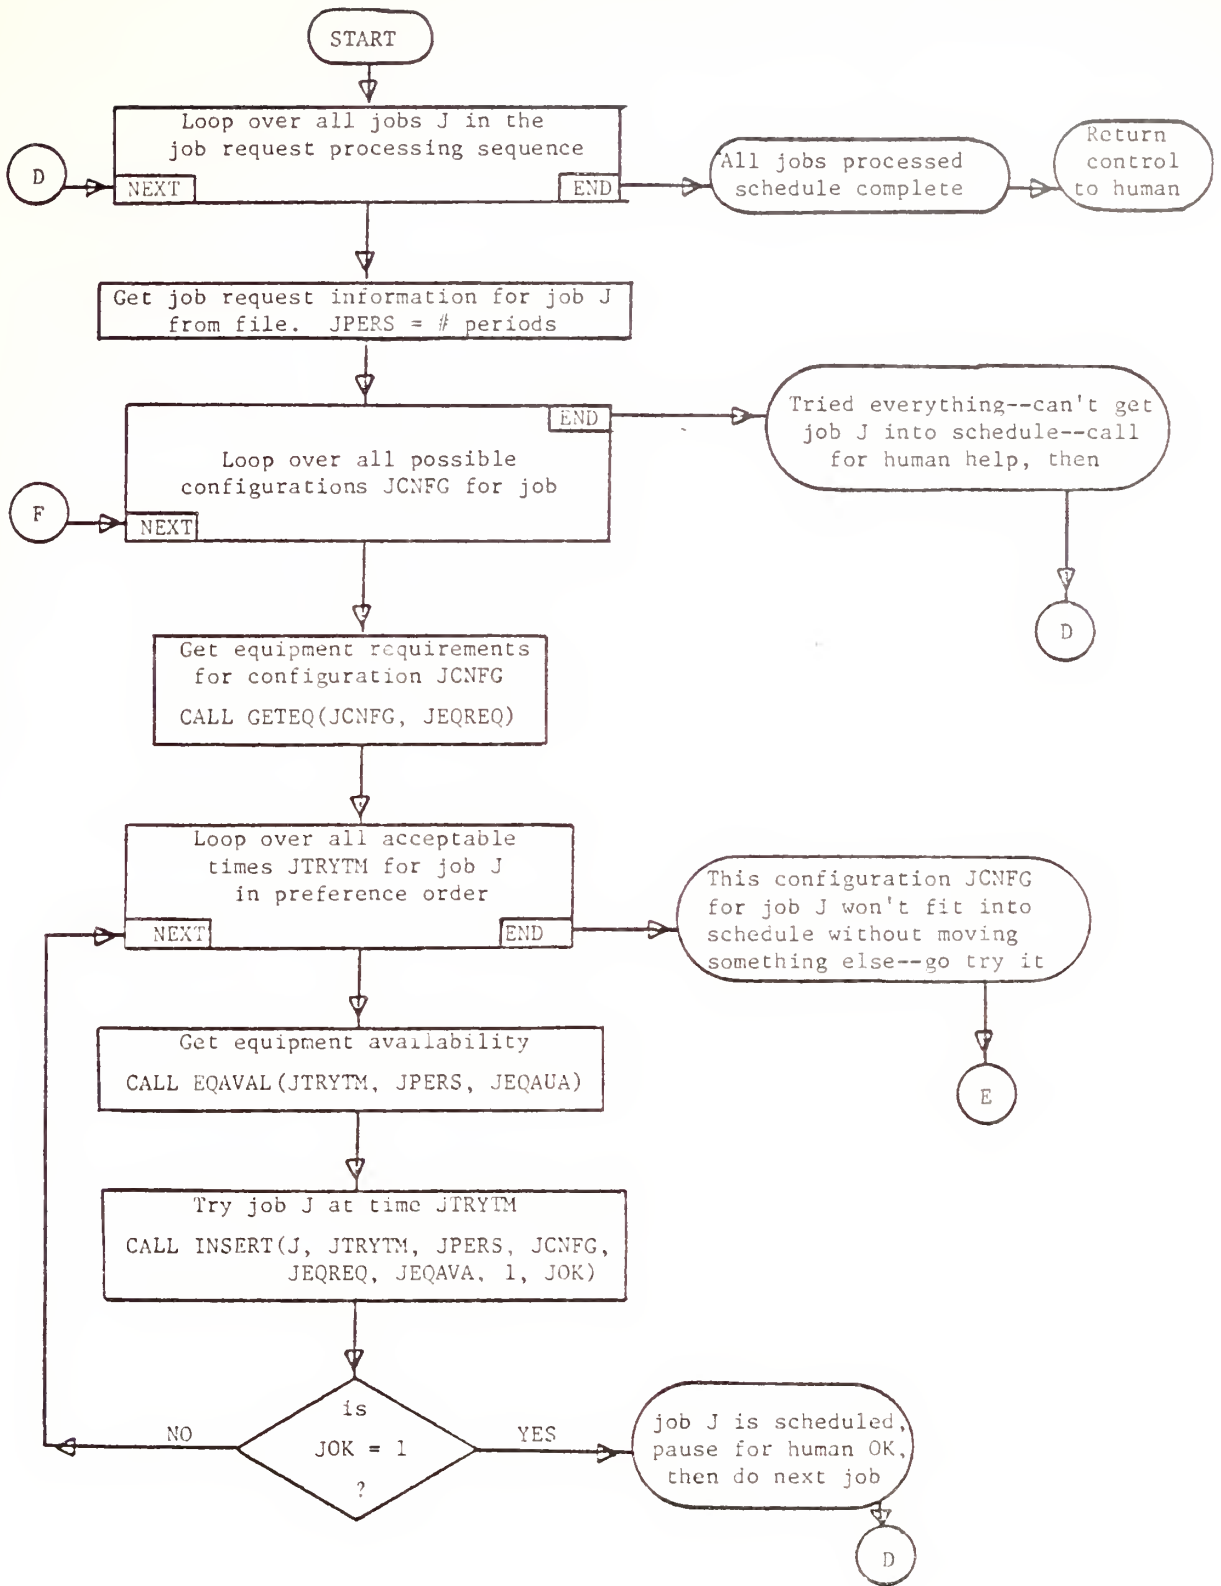 START
Loop over all jobs J in the
job request processing sequence
D
NEXT
END
All jobs processed
schedule complete
Return
control
to human
Get job request information for job J
from file. JPERS = # periods
END
Loop over all possible
configurations JCNFG for job
F
NEXT
Tried everything--can't get
job J into schedule--call
for human help, then
D
Get equipment requirements
for configuration JCNFG
CALL GETEQ(JCNFG, JEQREQ)
Loop over all acceptable
times JTRYTM for job J
in preference order
NEXT
END
This configuration JCNFG
for job J won't fit into
schedule without moving
something else--go try it
E
Get equipment availability
CALL EQAVAL(JTRYTM, JPERS, JEQAUA)
Try job J at time JTRYTM
CALL INSERT(J, JTRYTM, JPERS, JCNFG,
JEQREQ, JEQAVA, 1, JOK)
is
JOK = 1
?
NO
YES
job J is scheduled,
pause for human OK,
then do next job
D